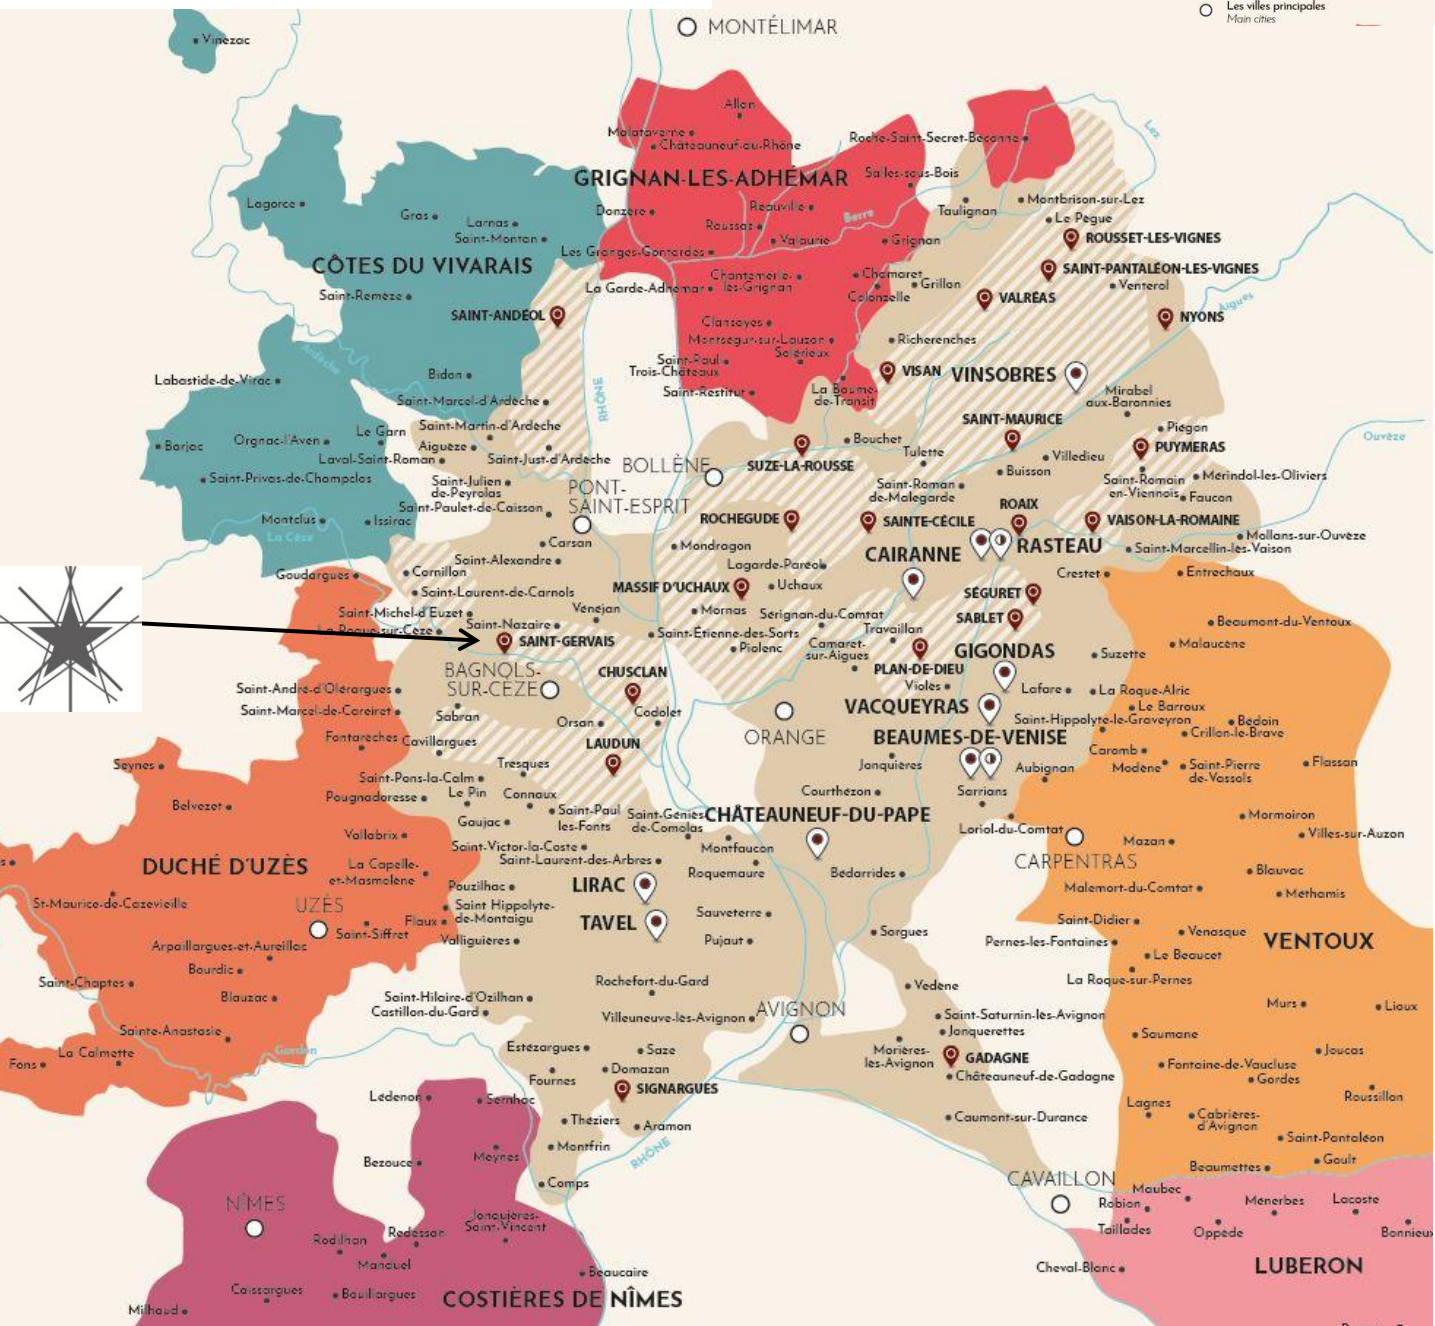 Les villes principales
Main cities
MONTÉLIMAR
Vinezac
Allan
Malataverne
Châteauneuf-du-Rhône
Roche-Saint-Secret-Béconne
Lez
GRIGNAN-LES-ADHÉMAR
Salles-sous-Bois
Lagorce
Gras
Larnas
Saint-Montan
Donzère
Réauville
Roussas
Valaurie
Berre
Taulignan
Montbrison-sur-Lez
Le Pègue
ROUSSET-LES-VIGNES
Les Granges-Gontardes
Grignan
CÔTES DU VIVARAIS
Chantemerle-
lès-Grignan
Chamaret
Colonzelle
Grillon
SAINT-PANTALÉON-LES-VIGNES
Venterol
Saint-Remèze
La Garde-Adhémar
VALRÉAS
Aigues
SAINT-ANDÉOL
Clansayes
Montségur-sur-Lauzon
Solérieux
Richerenches
NYONS
Ardèche
Saint-Paul
Trois-Châteaux
Saint-Restitut
La Baume-
de-Transit
VISAN
VINSOBRES
Labastide-de-Virac
Bidon
Saint-Marcel-d'Ardèche
RHÔNE
Mirabel
aux-Baronnies
Saint-Martin-d'Ardèche
SAINT-MAURICE
Piégon
Ouvèze
Barjac
Orgnac-l'Aven
Le Garn
Aiguèze
Laval-Saint-Roman
Saint-Just-d'Ardèche
BOLLÈNE
SUZE-LA-ROUSSE
Bouchet
Tulette
Villedieu
Buisson
PUYMERAS
Saint-Privas-de-Champclos
Saint-Julien
de-Peyrolas
Saint-Paulet-de-Caisson
PONT-
SAINT-ESPRIT
Saint-Roman
de-Malegarde
Saint-Romain
en-Viennois
Mérindol-les-Oliviers
Faucon
Montclus
Issirac
La Cèze
ROCHEGUDE
SAINTE-CÉCILE
ROAIX
VAISON-LA-ROMAINE
Mollans-sur-Ouvèze
Carsan
Mondragon
CAIRANNE
RASTEAU
Saint-Marcellin-lès-Vaison
Saint-Alexandre
Lagarde-Paréol
Goudargues
Cornillon
Saint-Laurent-de-Carnols
MASSIF D'UCHAUX
Uchaux
Crestet
Entrechaux
SÉGURET
Saint-Michel-d'Euzet
Vénéjan
Mornas
Sérignan-du-Comtat
SABLET
La Roque-sur-Cèze
Saint-Nazaire
SAINT-GERVAIS
Saint-Étienne-des-Sorts
Piolenc
Camaret-
sur-Aigues
Travaillan
Beaumont-du-Ventoux
Malaucène
BAGNOLS-
SUR-CÈZE
CHUSCLAN
PLAN-DE-DIEU
GIGONDAS
Suzette
Saint-André-d'Olérargues
Saint-Marcel-de-Careiret
Violès
Lafare
La Roque-Alric
Sabran
Orsan
Codolet
VACQUEYRAS
Le Barroux
Saint-Hippolyte-le-Graveyron
Bédoin
Crillon-le-Brave
Fontarèches
Cavillargues
LAUDUN
ORANGE
BEAUMES-DE-VENISE
Caromb
Seynes
Tresques
Jonquières
Aubignan
Modène
Saint-Pierre
de-Vassols
Flassan
Saint-Pons-la-Calm
Pougnadoresse
Le Pin
Connaux
Courthézon
Sarrians
Belvezet
Gaujac
Saint-Paul
les-Fonts
Saint-Géniès
de-Comolas
CHÂTEAUNEUF-DU-PAPE
Mormoiron
Vallabrix
Loriol-du-Comtat
Mazan
Villes-sur-Auzon
Saint-Victor-la-Coste
Saint-Laurent-des-Arbres
Montfaucon
CARPENTRAS
DUCHÉ D'UZÈS
La Capelle-
et-Masmolène
Pouzilhac
LIRAC
Roquemaure
Bédarrides
Blauvac
Malemort-du-Comtat
Méthamis
St-Maurice-de-Cazevieille
UZÈS
Flaux
Saint Hippolyte-
de-Montaigu
TAVEL
Sauveterre
Saint-Didier
Saint-Siffret
Valliguières
Pujaut
Sorgues
Pernes-les-Fontaines
Venasque
VENTOUX
Arpaillargues-et-Aureillac
Bourdic
Le Beaucet
Saint-Chaptes
Blauzac
Rochefort-du-Gard
Vedène
La Roque-sur-Pernes
Saint-Hilaire-d'Ozilhan
Castillon-du-Gard
Villeuneuve-lès-Avignon
AVIGNON
Saint-Saturnin-lès-Avignon
Jonquerettes
Murs
Lioux
Sainte-Anastasie
Saumane
La Calmette
Fons
Gardon
Estézargues
Saze
Morières-
lès-Avignon
GADAGNE
Joucas
Fontaine-de-Vaucluse
Gordes
Fournès
Domazan
SIGNARGUES
Châteauneuf-de-Gadagne
Roussillon
Lédenon
Sernhac
Théziers
Aramon
Caumont-sur-Durance
Lagnes
Cabrières-
d'Avignon
Saint-Pantaléon
Goult
Bezouce
Meynes
Montfrin
RHÔNE
Beaumettes
Comps
CAVAILLON
Maubec
Robion
Taillades
Ménerbes
Lacoste
Oppède
Bonnieux
NÎMES
Jonquières-
Saint-Vincent
Redessan
Rodilhan
Manduel
Beaucaire
Cheval-Blanc
LUBERON
Caissargues
Bouillargues
COSTIÈRES DE NÎMES
Milhaud